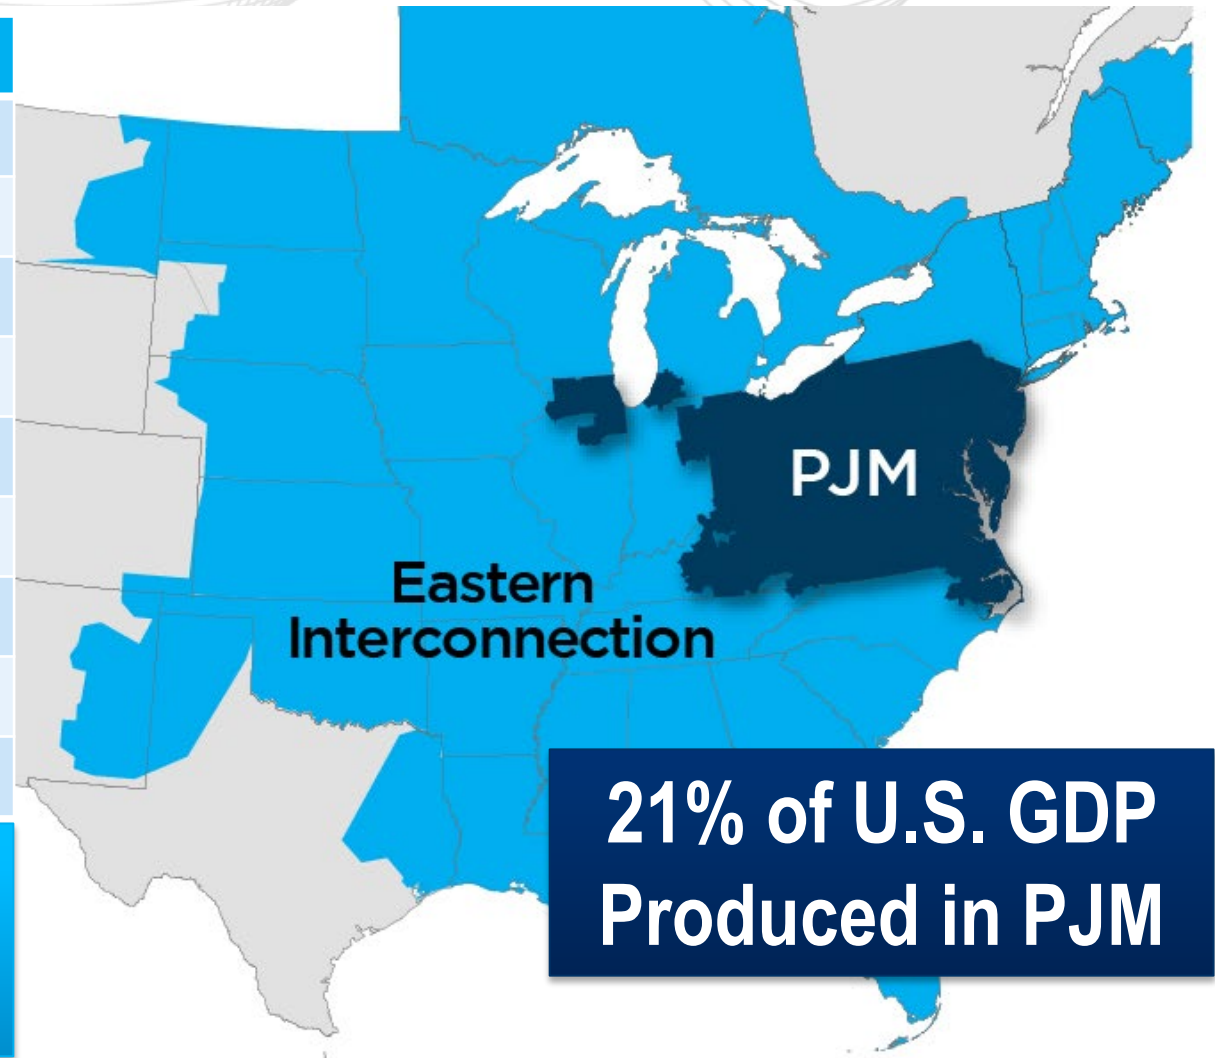 PJM
Eastern
Interconnection
21% of U.S. GDP
Produced in PJM